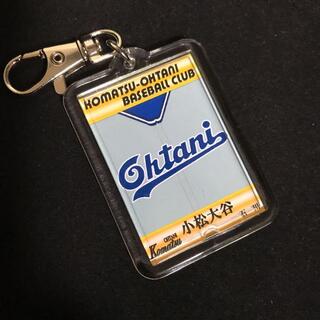 KOMATSU-OHTANI
BASEBALL CLUB
Ohtani
小松大谷
Komatsu